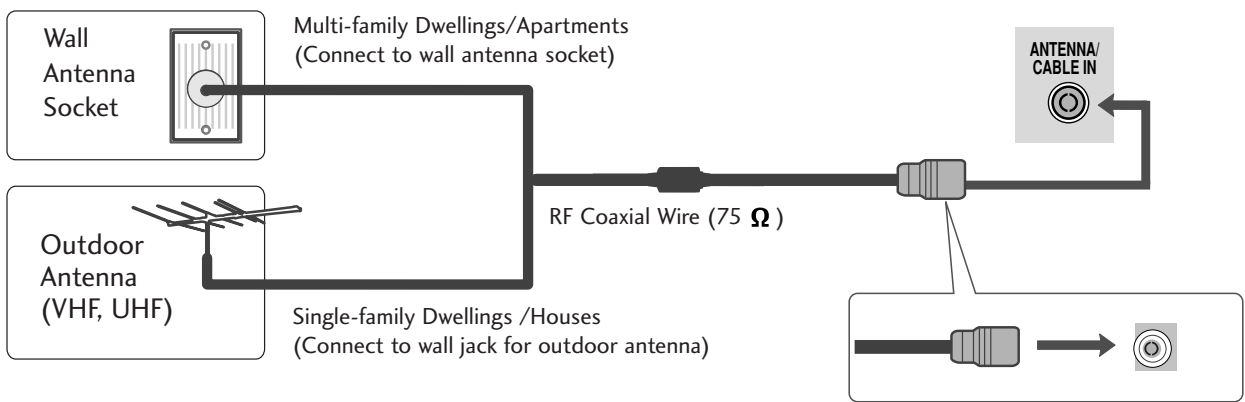 Wall
Antenna
Socket
Multi-family Dwellings/Apartments
(Connect to wall antenna socket)
ANTENNA/
CABLE IN
RF Coaxial Wire (75 Ω )
Outdoor
Antenna
(VHF, UHF)
Single-family Dwellings /Houses
(Connect to wall jack for outdoor antenna)